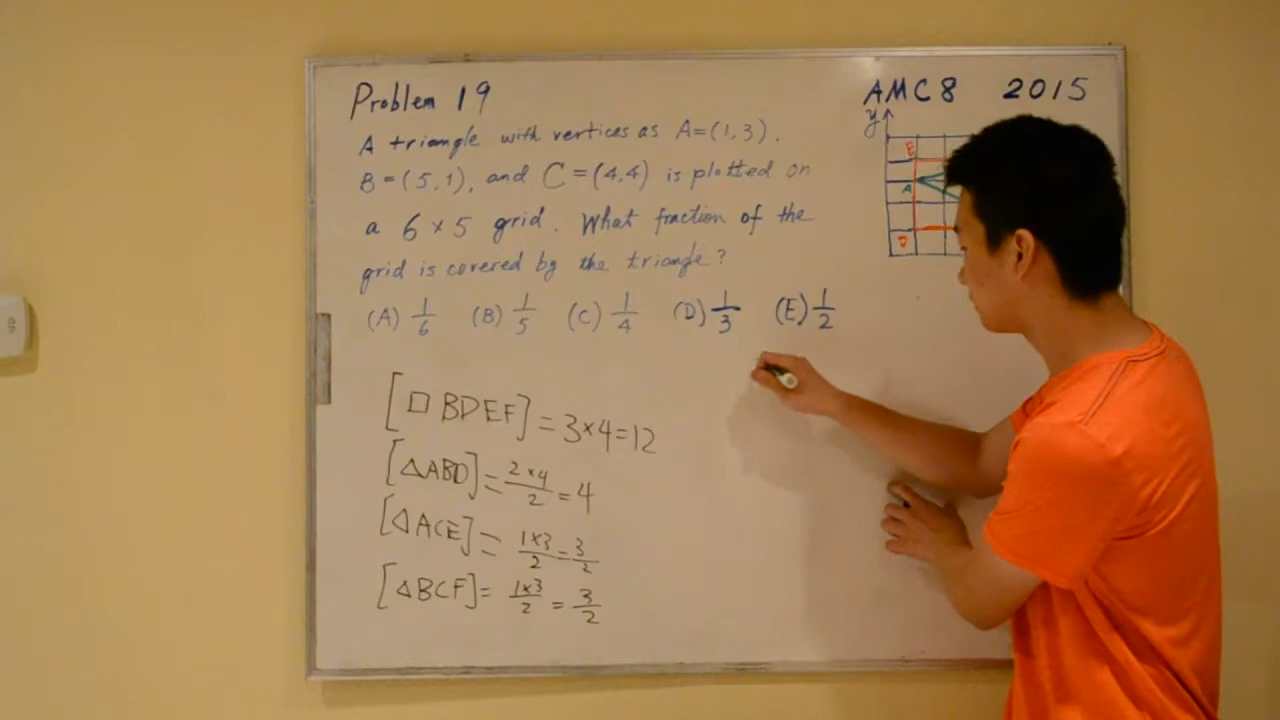 Problem 19
AMC8 2015
A triangle with vertices as A=(1,3),
B=(5,1), and C=(4,4) is plotted on
a 6×5 grid. What fraction of the
grid is covered by the triangle?
(A) 1/6 (B) 1/5 (C) 1/4 (D) 1/3 (E) 1/2
y
E
A
D
[□ BDEF] = 3×4=12
[△ABD] = 2×4/2 = 4
[△ACE] = 1×3/2 = 3/2
[△BCF] = 1×3/2 = 3/2